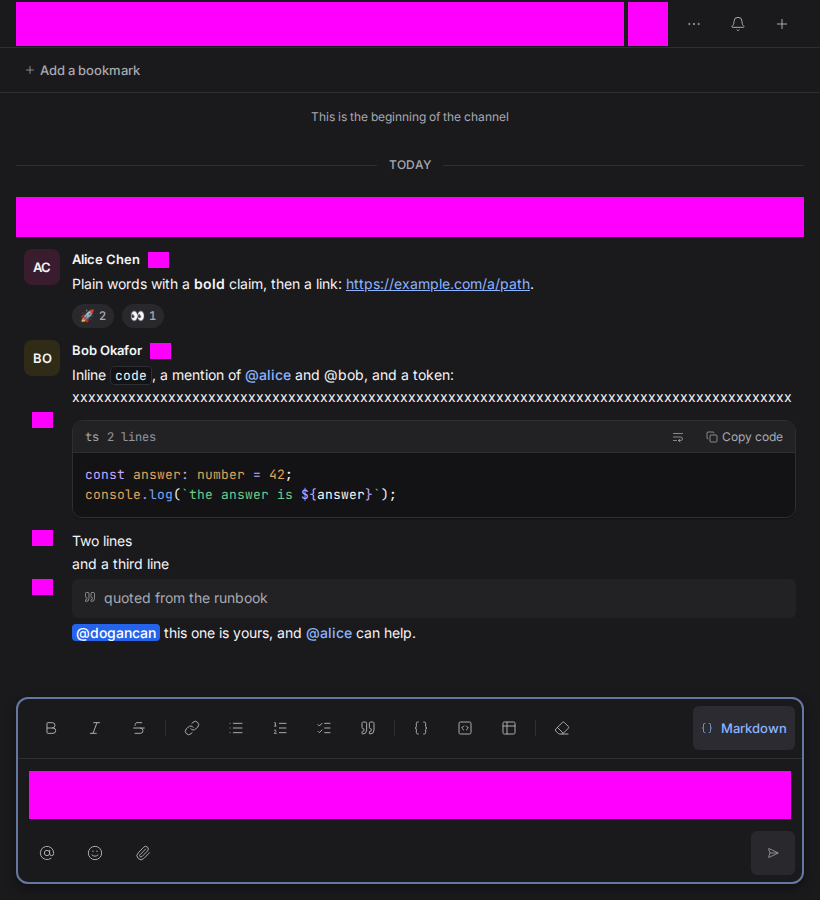 + Add a bookmark
This is the beginning of the channel
TODAY
AC Alice Chen
Plain words with a bold claim, then a link: https://example.com/a/path.
🚀 2 👀 1
BO Bob Okafor
Inline code, a mention of @alice and @bob, and a token:
ts 2 lines Copy code
const answer: number = 42;
console.log(`the answer is ${answer}`);
Two lines
and a third line
quoted from the runbook
@dogancan this one is yours, and @alice can help.
Markdown